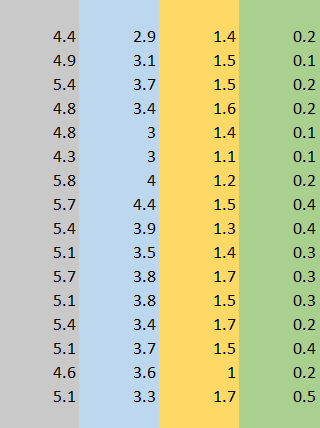 4.4 2.9 1.4 0.2
4.9 3.1 1.5 0.1
5.4 3.7 1.5 0.2
4.8 3.4 1.6 0.2
4.8 3 1.4 0.1
4.3 3 1.1 0.1
5.8 4 1.2 0.2
5.7 4.4 1.5 0.4
5.4 3.9 1.3 0.4
5.1 3.5 1.4 0.3
5.7 3.8 1.7 0.3
5.1 3.8 1.5 0.3
5.4 3.4 1.7 0.2
5.1 3.7 1.5 0.4
4.6 3.6 1 0.2
5.1 3.3 1.7 0.5